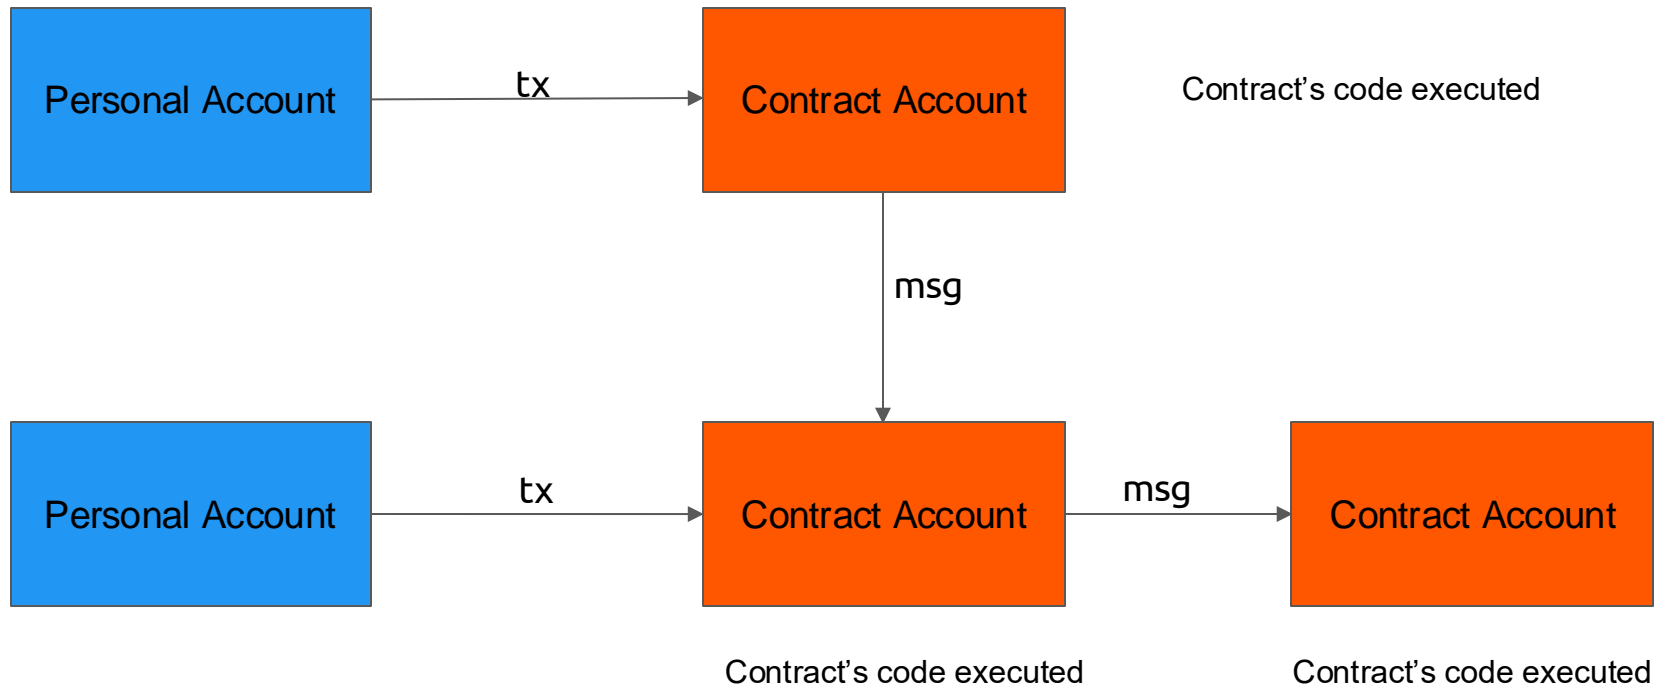 Personal Account
tx
Contract Account
Contract’s code executed
msg
Personal Account
tx
Contract Account
msg
Contract Account
Contract’s code executed
Contract’s code executed